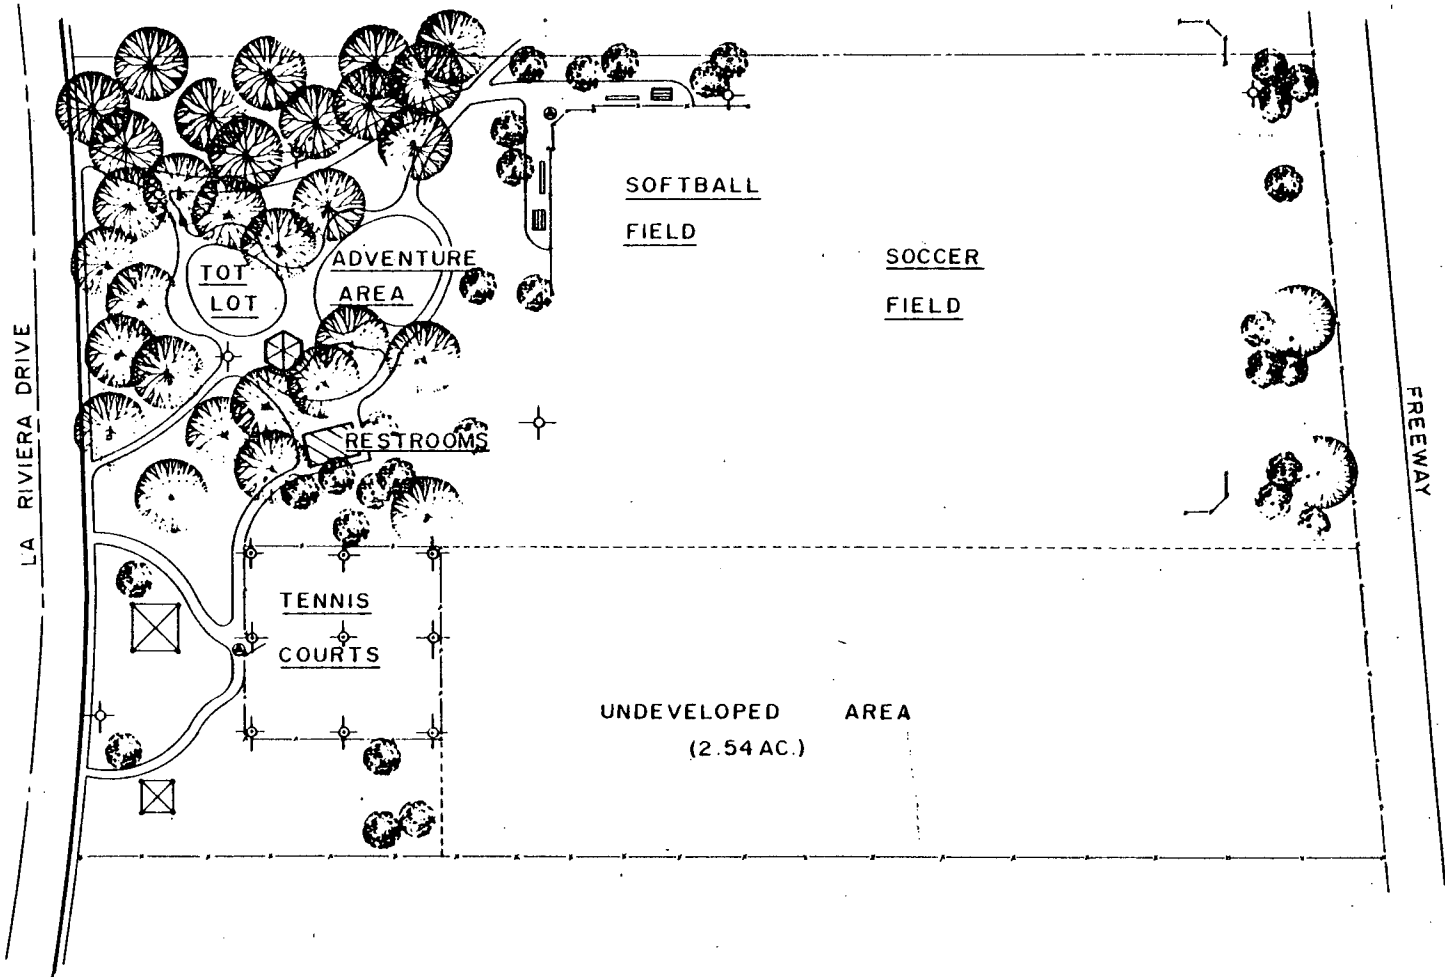 SOFTBALL
FIELD
SOCCER
FIELD
TOT
LOT
ADVENTURE
AREA
LA RIVIERA DRIVE
FREEWAY
RESTROOMS
TENNIS
COURTS
UNDEVELOPED AREA
(2.54 AC.)